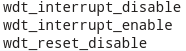 wdt_interrupt_disable
wdt_interrupt_enable
wdt_reset_disable